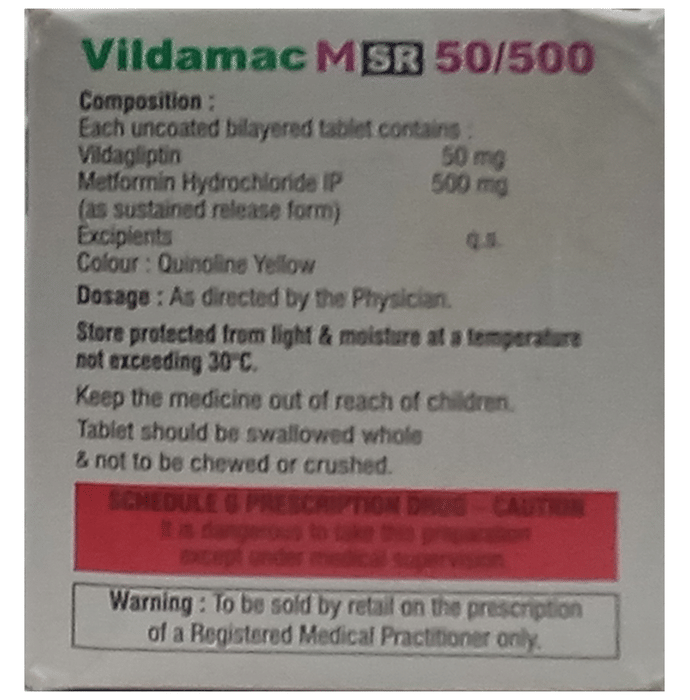 Vildamac M SR 50/500
Composition :
Each uncoated bilayered tablet contains :
Vildagliptin 50 mg
Metformin Hydrochloride IP 500 mg
(as sustained release form)
Excipients q.s.
Colour : Quinoline Yellow
Dosage : As directed by the Physician.
Store protected from light & moisture at a temperature
not exceeding 30°C.
Keep the medicine out of reach of children.
Tablet should be swallowed whole
& not to be chewed or crushed.
SCHEDULE G PRESCRIPTION DRUG - CAUTION
It is dangerous to take this preparation
except under medical supervision
Warning : To be sold by retail on the prescription
of a Registered Medical Practitioner only.